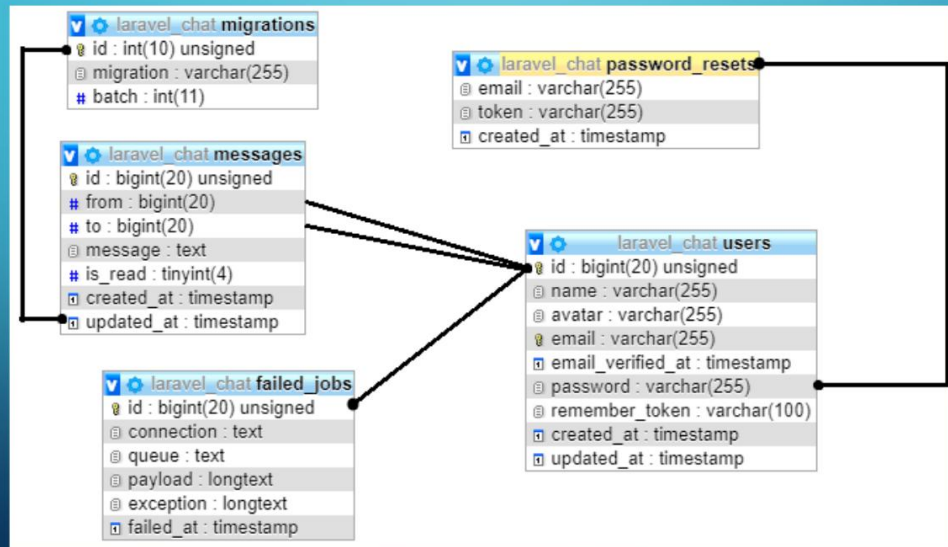 laravel_chat migrations
id : int(10) unsigned
migration : varchar(255)
# batch : int(11)
laravel_chat password_resets
email : varchar(255)
token : varchar(255)
created_at : timestamp
laravel_chat messages
id : bigint(20) unsigned
# from : bigint(20)
# to : bigint(20)
message : text
# is_read : tinyint(4)
created_at : timestamp
updated_at : timestamp
laravel_chat users
id : bigint(20) unsigned
name : varchar(255)
avatar : varchar(255)
email : varchar(255)
email_verified_at : timestamp
password : varchar(255)
remember_token : varchar(100)
created_at : timestamp
updated_at : timestamp
laravel_chat failed_jobs
id : bigint(20) unsigned
connection : text
queue : text
payload : longtext
exception : longtext
failed_at : timestamp